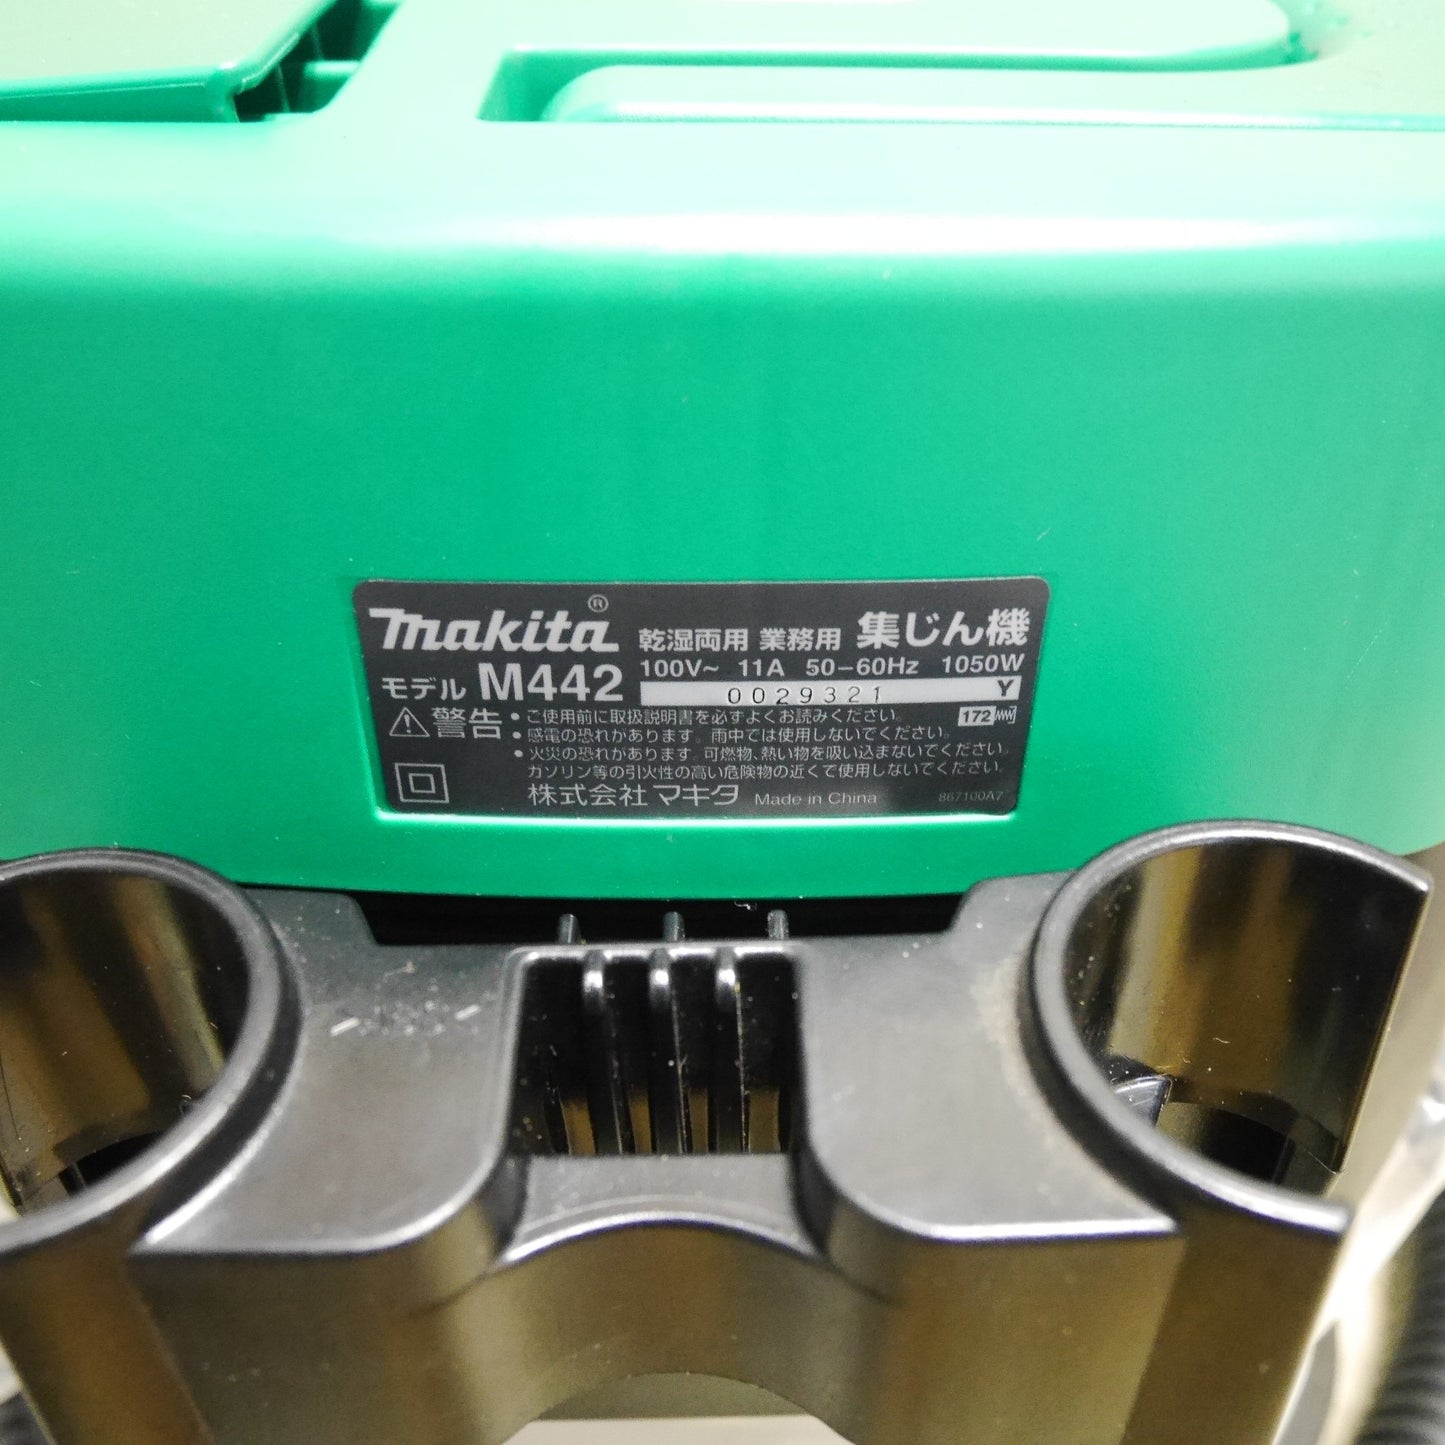 makita® 乾湿両用 業務用 集じん機
100V~ 11A 50-60Hz 1050W
モデル M442 0029321 Y
172
⚠警告 • ご使用前に取扱説明書を必ずよくお読みください。
• 感電の恐れがあります。雨中では使用しないでください。
• 火災の恐れがあります。可燃物、熱い物を吸い込まないでください。
ガソリン等の引火性の高い危険物の近くで使用しないでください。
株式会社 マキタ Made in China 867100A7